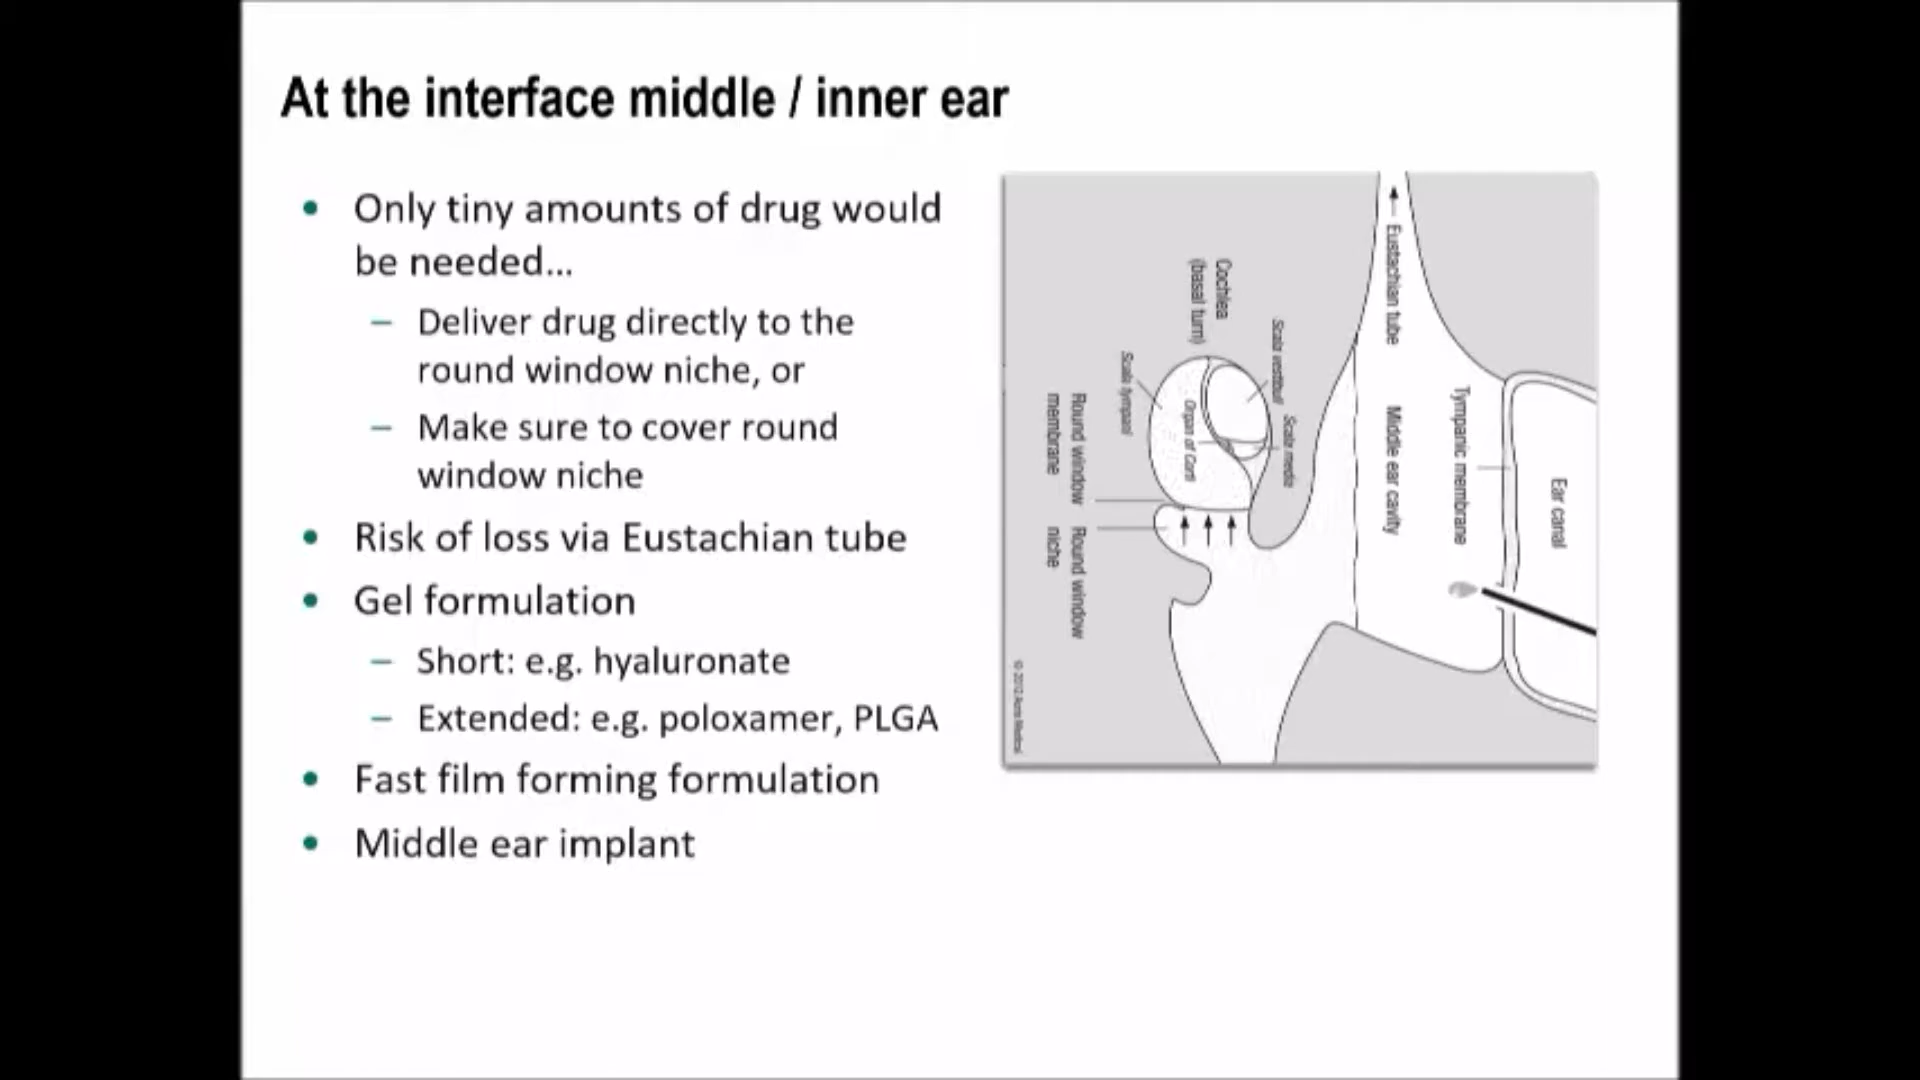 At the interface middle / inner ear
• Only tiny amounts of drug would
be needed...
– Deliver drug directly to the
round window niche, or
– Make sure to cover round
window niche
• Risk of loss via Eustachian tube
• Gel formulation
– Short: e.g. hyaluronate
– Extended: e.g. poloxamer, PLGA
• Fast film forming formulation
• Middle ear implant
Ear canal
Tympanic membrane
Eustachian tube
Middle ear cavity
Scala vestibuli
Scala media
Cochlea
(basal turn)
Organ of Corti
Scala tympani
Round window
membrane
Round window
niche
© 2012 Auris Medical